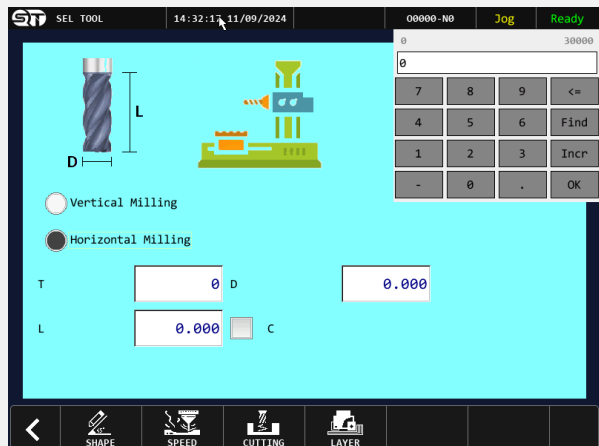 SEL TOOL 14:32:17 11/09/2024 O0000-N0 Jog Ready
0 30000
0
7 8 9 <=
4 5 6 Find
1 2 3 Incr
- 0 . OK
L
D
Vertical Milling
Horizontal Milling
T 0 D 0.000
L 0.000 C
SHAPE SPEED CUTTING LAYER